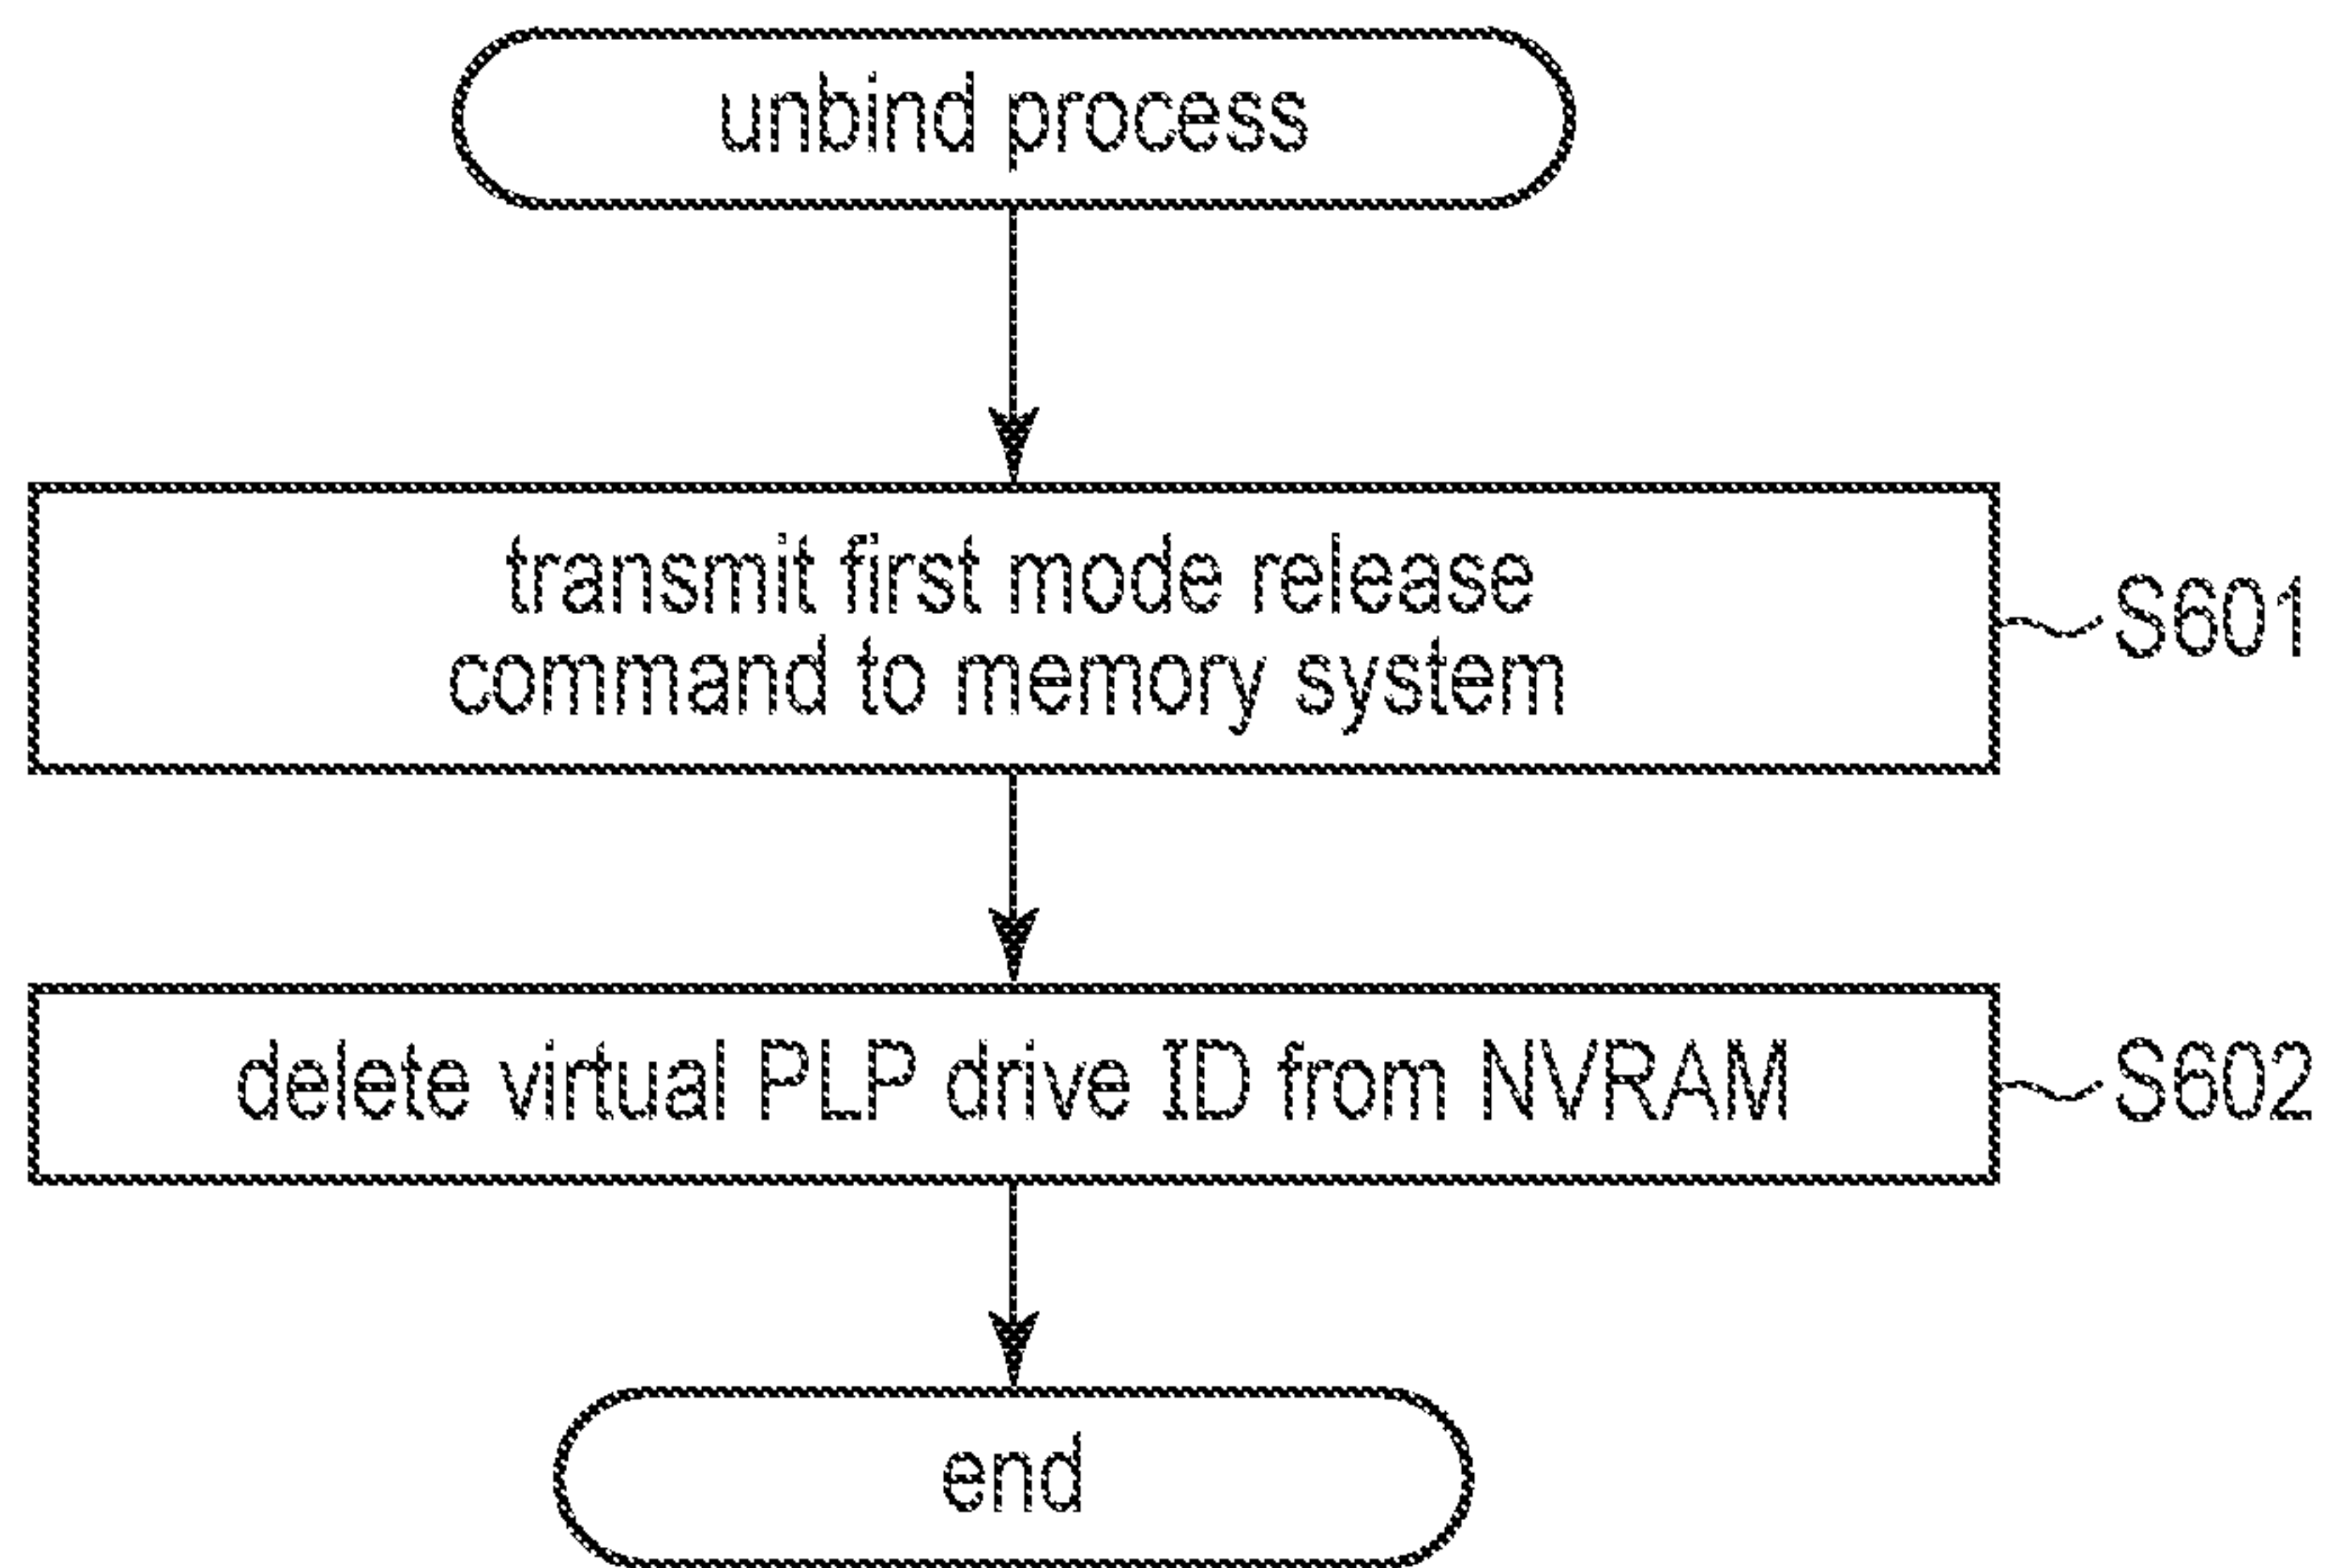 unbind process
transmit first mode release
command to memory system
S601
delete virtual PLP drive ID from NVRAM
S602
end